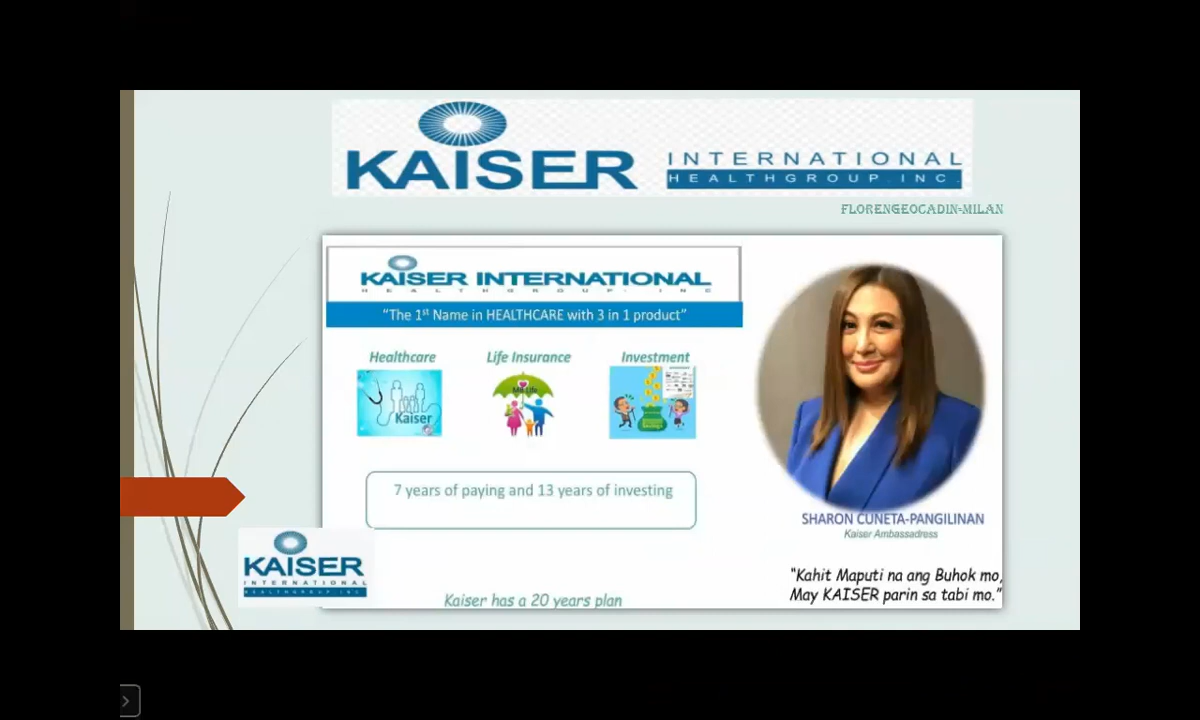 KAISER INTERNATIONAL
HEALTHGROUP INC.
FLORENGEOCADIN-MILAN
KAISER INTERNATIONAL
HEALTHGROUP. INC
“The 1st Name in HEALTHCARE with 3 in 1 product”
Healthcare
Life Insurance
Investment
Kaiser
7 years of paying and 13 years of investing
SHARON CUNETA-PANGILINAN
Kaiser Ambassadress
KAISER
INTERNATIONAL
HEALTHGROUP INC.
"Kahit Maputi na ang Buhok mo,
May KAISER parin sa tabi mo."
Kaiser has a 20 years plan